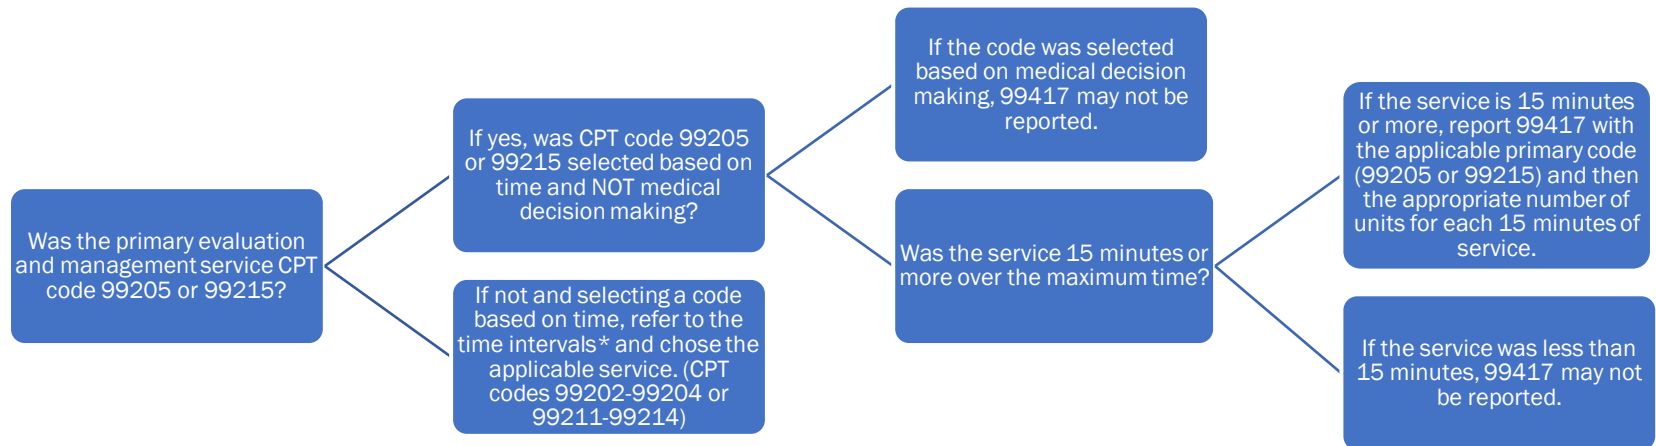 Was the primary evaluation
and management service CPT
code 99205 or 99215?
If yes, was CPT code 99205
or 99215 selected based on
time and NOT medical
decision making?
If not and selecting a code
based on time, refer to the
time intervals* and chose the
applicable service. (CPT
codes 99202-99204 or
99211-99214)
If the code was selected
based on medical decision
making, 99417 may not be
reported.
Was the service 15 minutes or
more over the maximum time?
If the service is 15 minutes
or more, report 99417 with
the applicable primary code
(99205 or 99215) and then
the appropriate number of
units for each 15 minutes of
service.
If the service was less than
15 minutes, 99417 may not
be reported.